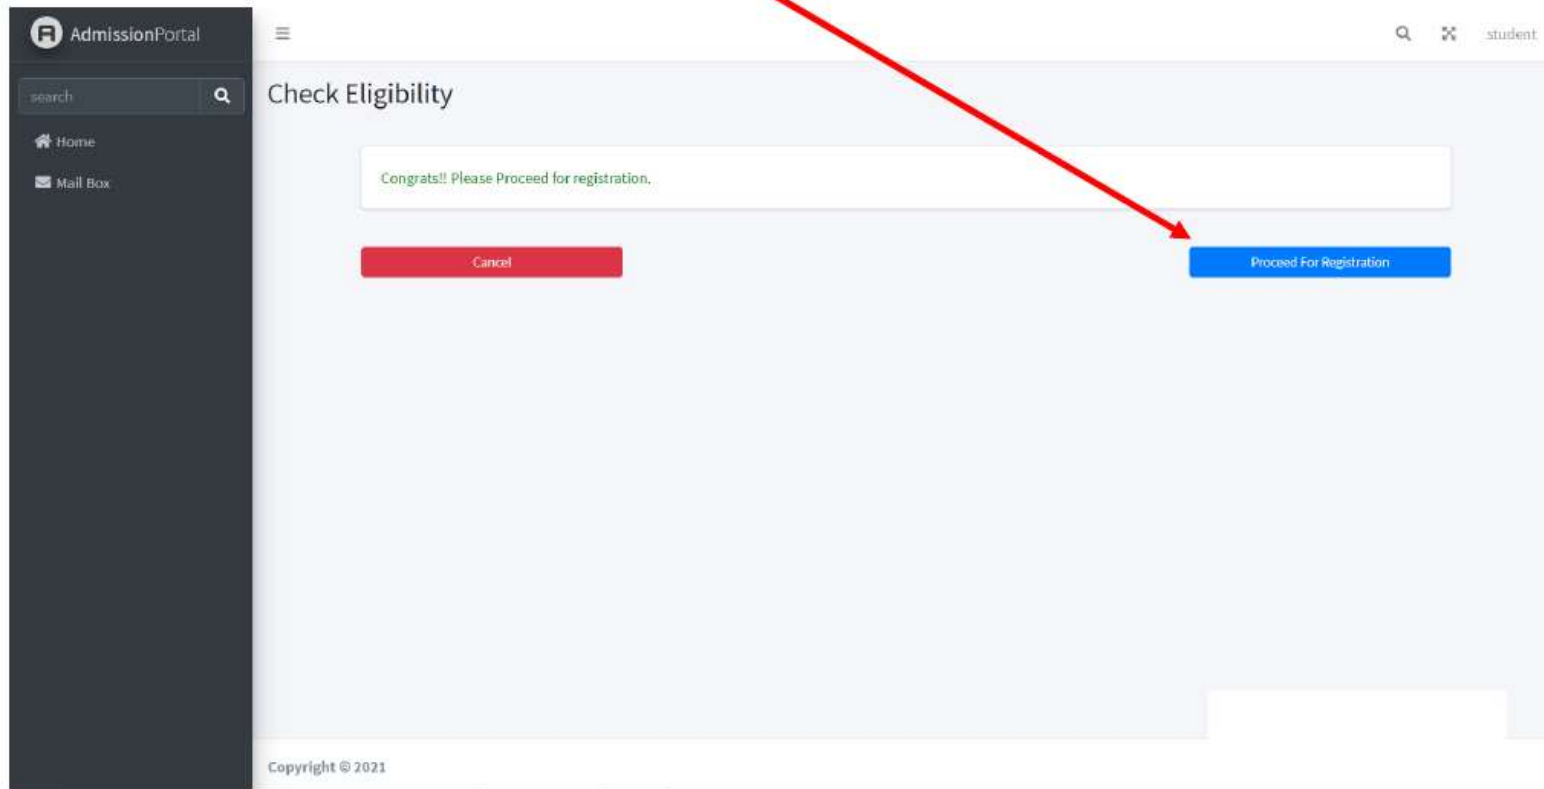 AdmissionPortal
student
search
Check Eligibility
Home
Mail Box
Congrats!! Please Proceed for registration.
Cancel
Proceed For Registration
Copyright © 2021